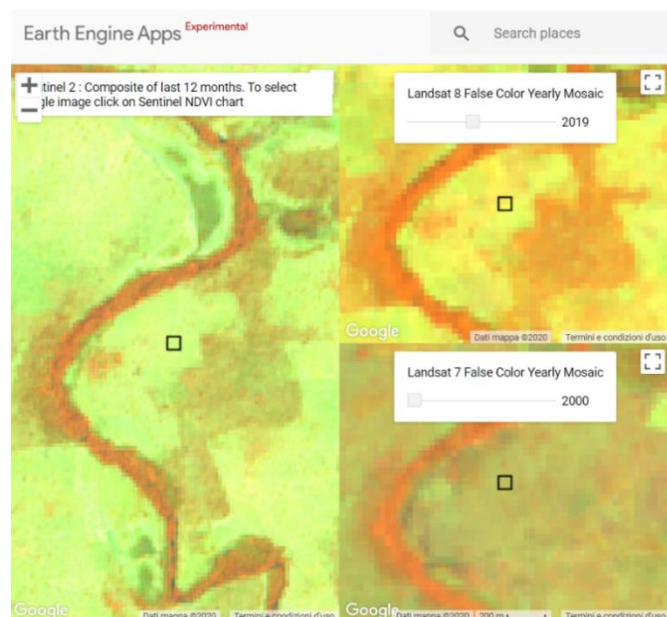 Earth Engine Apps Experimental
Search places
tinel 2 : Composite of last 12 months. To select
gle image click on Sentinel NDVI chart
Landsat 8 False Color Yearly Mosaic
2019
Google
Dati mappa ©2020
Termini e condizioni d'uso
Landsat 7 False Color Yearly Mosaic
2000
Google
Dati mappa ©2020
Termini e condizioni d'uso
Google
Dati mappa ©2020
200 m
Termini e condizioni d'uso